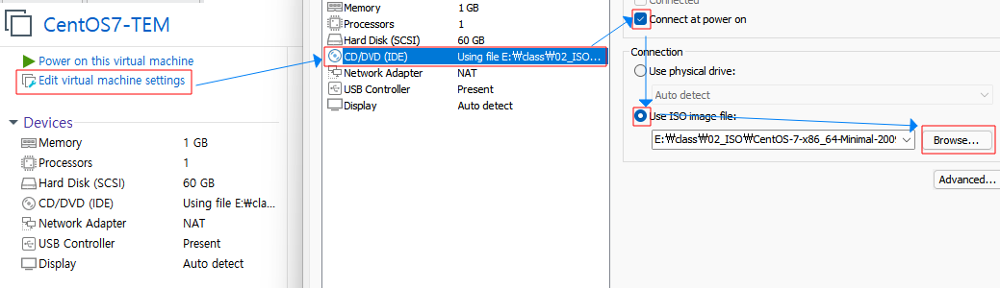 CentOS7-TEM
Power on this virtual machine
Edit virtual machine settings
Devices
Memory 1 GB
Processors 1
Hard Disk (SCSI) 60 GB
CD/DVD (IDE) Using file E:₩cla...
Network Adapter NAT
USB Controller Present
Display Auto detect
Memory 1 GB
Processors 1
Hard Disk (SCSI) 60 GB
CD/DVD (IDE) Using file E:₩class₩02_ISO...
Network Adapter NAT
USB Controller Present
Display Auto detect
Connected
Connect at power on
Connection
Use physical drive:
Auto detect
Use ISO image file:
E:₩class₩02_ISO₩CentOS-7-x86_64-Minimal-2009
Browse...
Advanced...